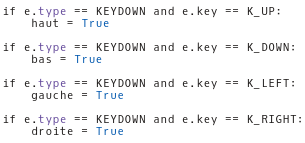 if e.type == KEYDOWN and e.key == K_UP:
    haut = True

if e.type == KEYDOWN and e.key == K_DOWN:
    bas = True

if e.type == KEYDOWN and e.key == K_LEFT:
    gauche = True

if e.type == KEYDOWN and e.key == K_RIGHT:
    droite = True